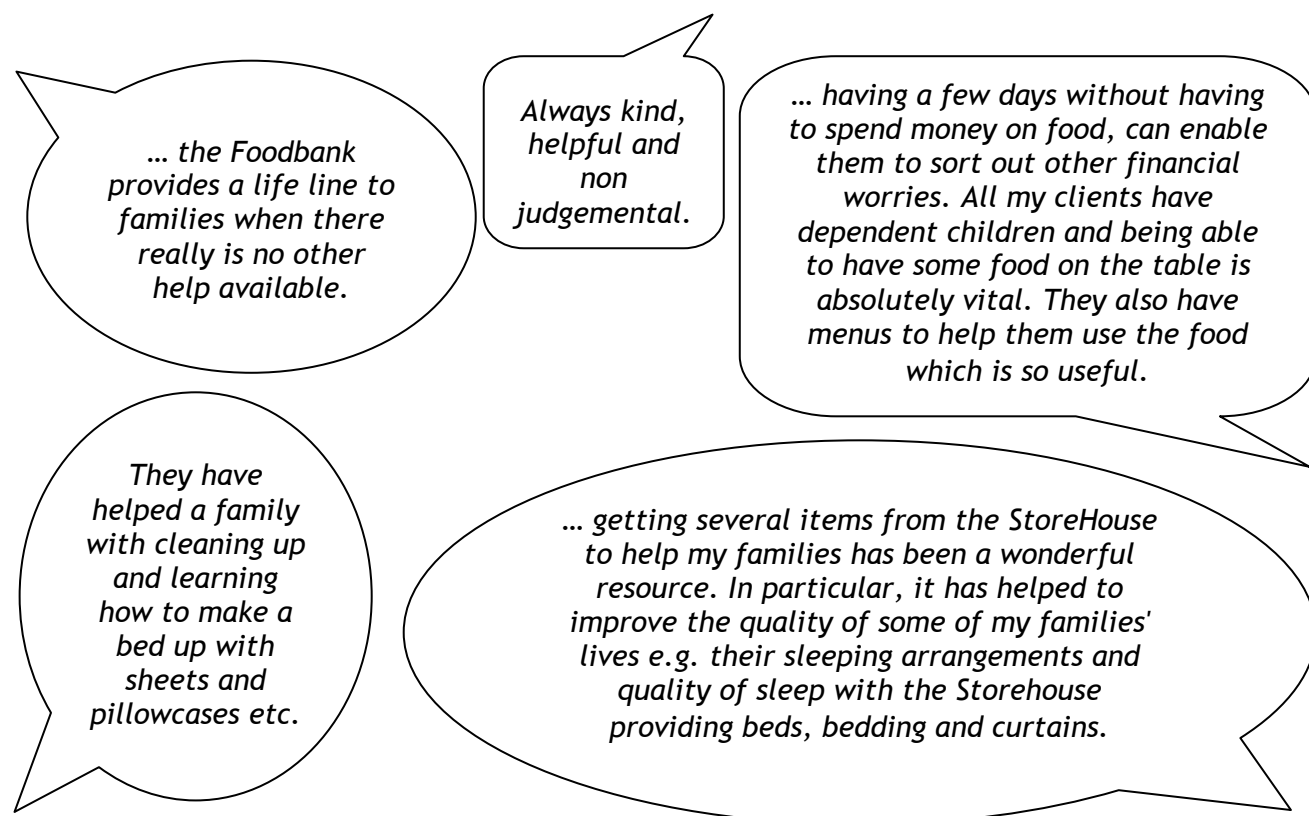 … the Foodbank
provides a life line to
families when there
really is no other
help available.
Always kind,
helpful and
non
judgemental.
… having a few days without having
to spend money on food, can enable
them to sort out other financial
worries. All my clients have
dependent children and being able
to have some food on the table is
absolutely vital. They also have
menus to help them use the food
which is so useful.
They have
helped a family
with cleaning up
and learning
how to make a
bed up with
sheets and
pillowcases etc.
… getting several items from the StoreHouse
to help my families has been a wonderful
resource. In particular, it has helped to
improve the quality of some of my families'
lives e.g. their sleeping arrangements and
quality of sleep with the Storehouse
providing beds, bedding and curtains.